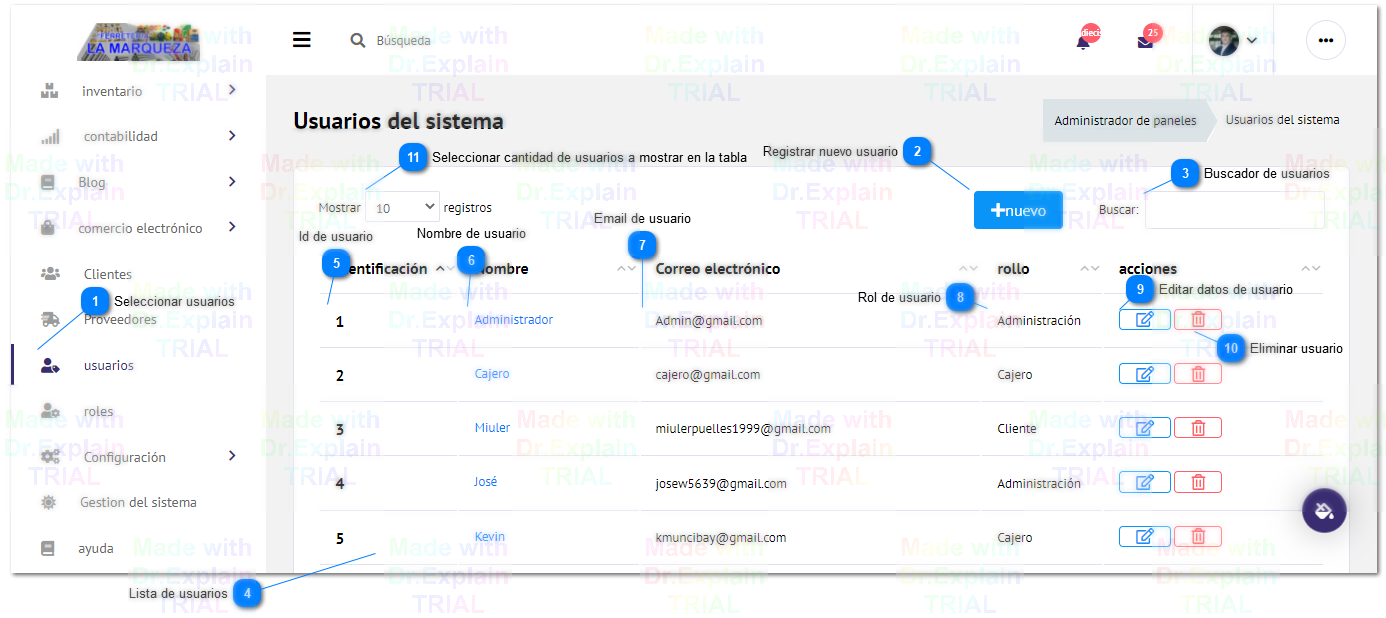 FERRETERIA
LA MARQUEZA
Búsqueda
dieciséis
25
inventario
contabilidad
Blog
comercio electrónico
Clientes
1 Seleccionar usuarios
Proveedores
usuarios
roles
Configuración
Gestion del sistema
ayuda
Usuarios del sistema
Administrador de paneles
Usuarios del sistema
11 Seleccionar cantidad de usuarios a mostrar en la tabla
Registrar nuevo usuario 2
3 Buscador de usuarios
Mostrar 10 registros
+nuevo
Buscar:
Id de usuario
5
Nombre de usuario
6
Email de usuario
7
entificación
nombre
Correo electrónico
rollo
acciones
Rol de usuario 8
9 Editar datos de usuario
10 Eliminar usuario
1 Administrador Admin@gmail.com Administración
2 Cajero cajero@gmail.com Cajero
3 Miuler miulerpuelles1999@gmail.com Cliente
4 José josew5639@gmail.com Administración
5 Kevin kmuncibay@gmail.com Cajero
Lista de usuarios 4
Made with
Dr.Explain
TRIAL